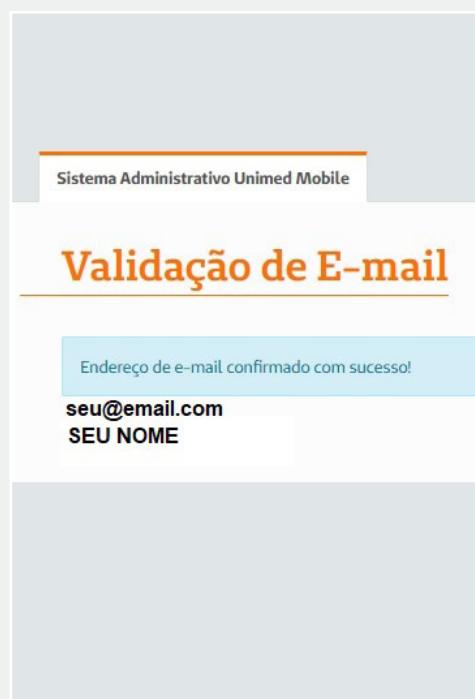 Sistema Administrativo Unimed Mobile
Validação de E-mail
Endereço de e-mail confirmado com sucesso!
seu@email.com
SEU NOME